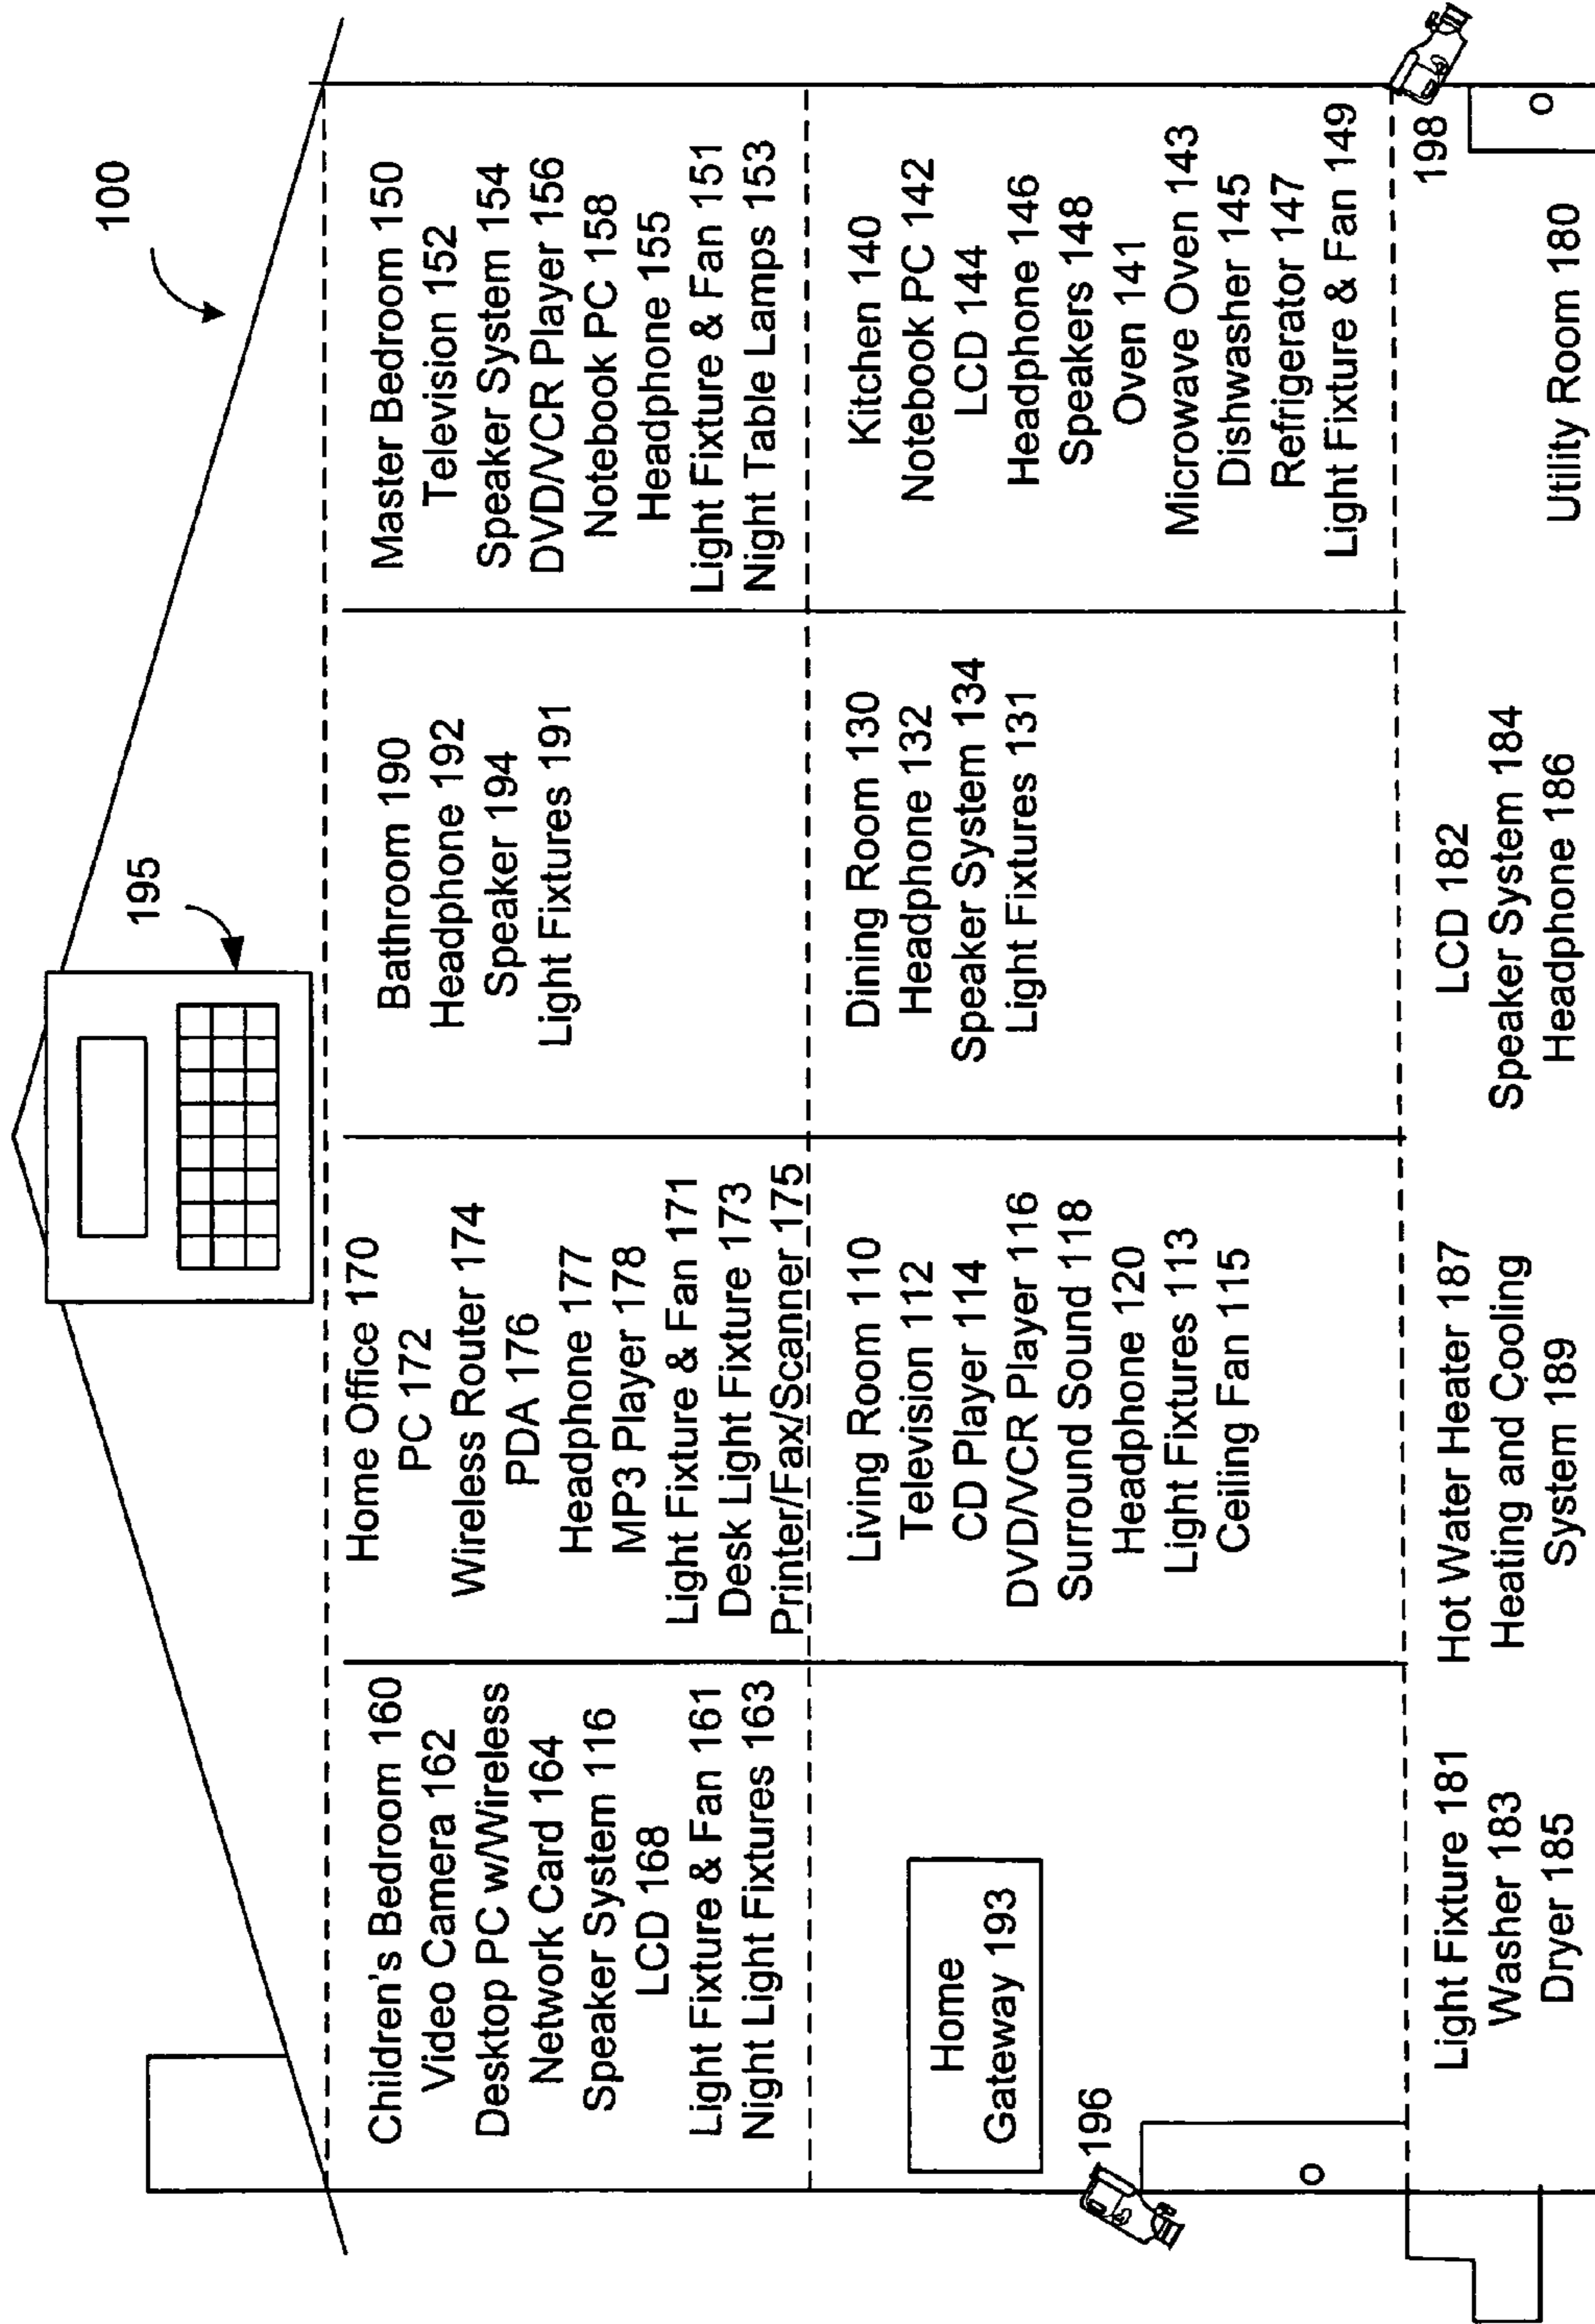 100
195
Children's Bedroom 160
Video Camera 162
Desktop PC w/Wireless
Network Card 164
Speaker System 116
LCD 168
Light Fixture & Fan 161
Night Light Fixtures 163
Home Office 170
PC 172
Wireless Router 174
PDA 176
Headphone 177
MP3 Player 178
Light Fixture & Fan 171
Desk Light Fixture 173
Printer/Fax/Scanner 175
Bathroom 190
Headphone 192
Speaker 194
Light Fixtures 191
Master Bedroom 150
Television 152
Speaker System 154
DVD/VCR Player 156
Notebook PC 158
Headphone 155
Light Fixture & Fan 151
Night Table Lamps 153
Home
Gateway 193
196
Living Room 110
Television 112
CD Player 114
DVD/VCR Player 116
Surround Sound 118
Headphone 120
Light Fixtures 113
Ceiling Fan 115
Dining Room 130
Headphone 132
Speaker System 134
Light Fixtures 131
Kitchen 140
Notebook PC 142
LCD 144
Headphone 146
Speakers 148
Oven 141
Microwave Oven 143
Dishwasher 145
Refrigerator 147
Light Fixture & Fan 149
198
Light Fixture 181
Washer 183
Dryer 185
Hot Water Heater 187
Heating and Cooling
System 189
LCD 182
Speaker System 184
Headphone 186
Utility Room 180